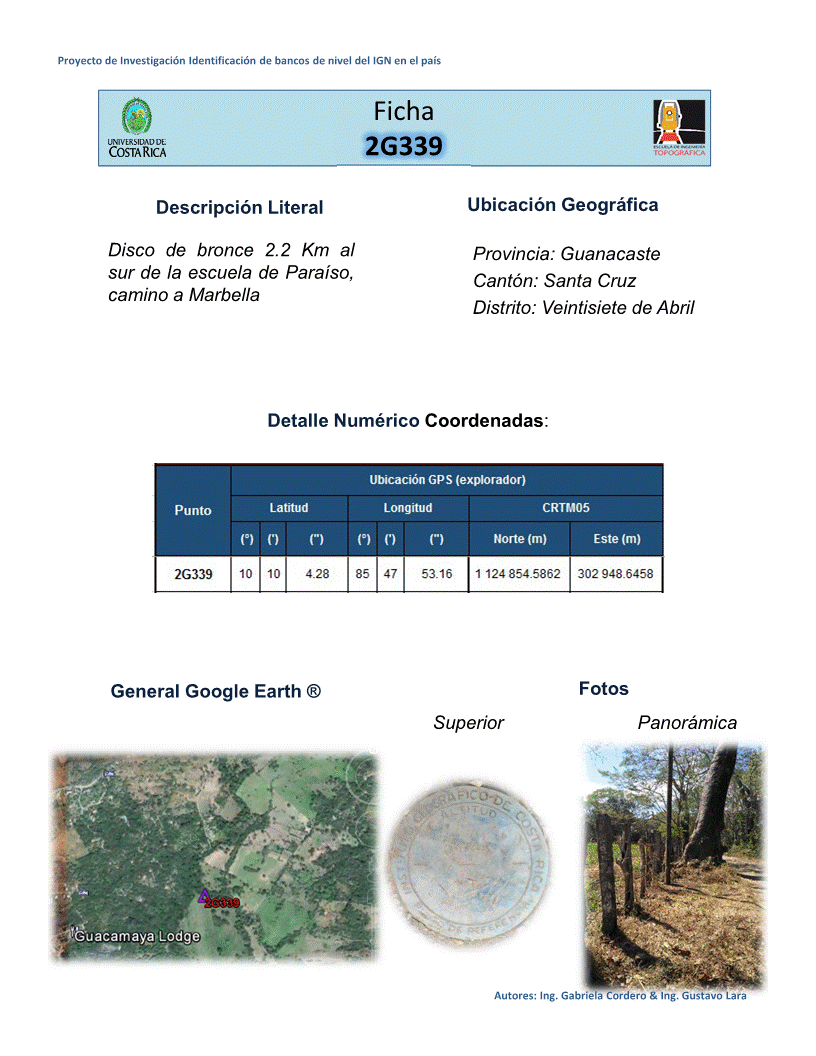 Proyecto de Investigación Identificación de bancos de nivel del IGN en el país
UNIVERSIDAD DE
COSTA RICA
Ficha
2G339
ESCUELA DE INGENIERÍA
TOPOGRÁFICA
Descripción Literal
Disco de bronce 2.2 Km al
sur de la escuela de Paraíso,
camino a Marbella
Ubicación Geográfica
Provincia: Guanacaste
Cantón: Santa Cruz
Distrito: Veintisiete de Abril
Detalle Numérico Coordenadas:
Punto
Ubicación GPS (explorador)
Latitud Longitud CRTM05
(°) (') (") (°) (') (") Norte (m) Este (m)
2G339 10 10 4.28 85 47 53.16 1 124 854.5862 302 948.6458
General Google Earth ®
Fotos
Superior Panorámica
2G339
Guacamaya Lodge
GEOGRAFICO DE COSTA RICA
ALTITUD
DE REFERENCIA
Autores: Ing. Gabriela Cordero & Ing. Gustavo Lara